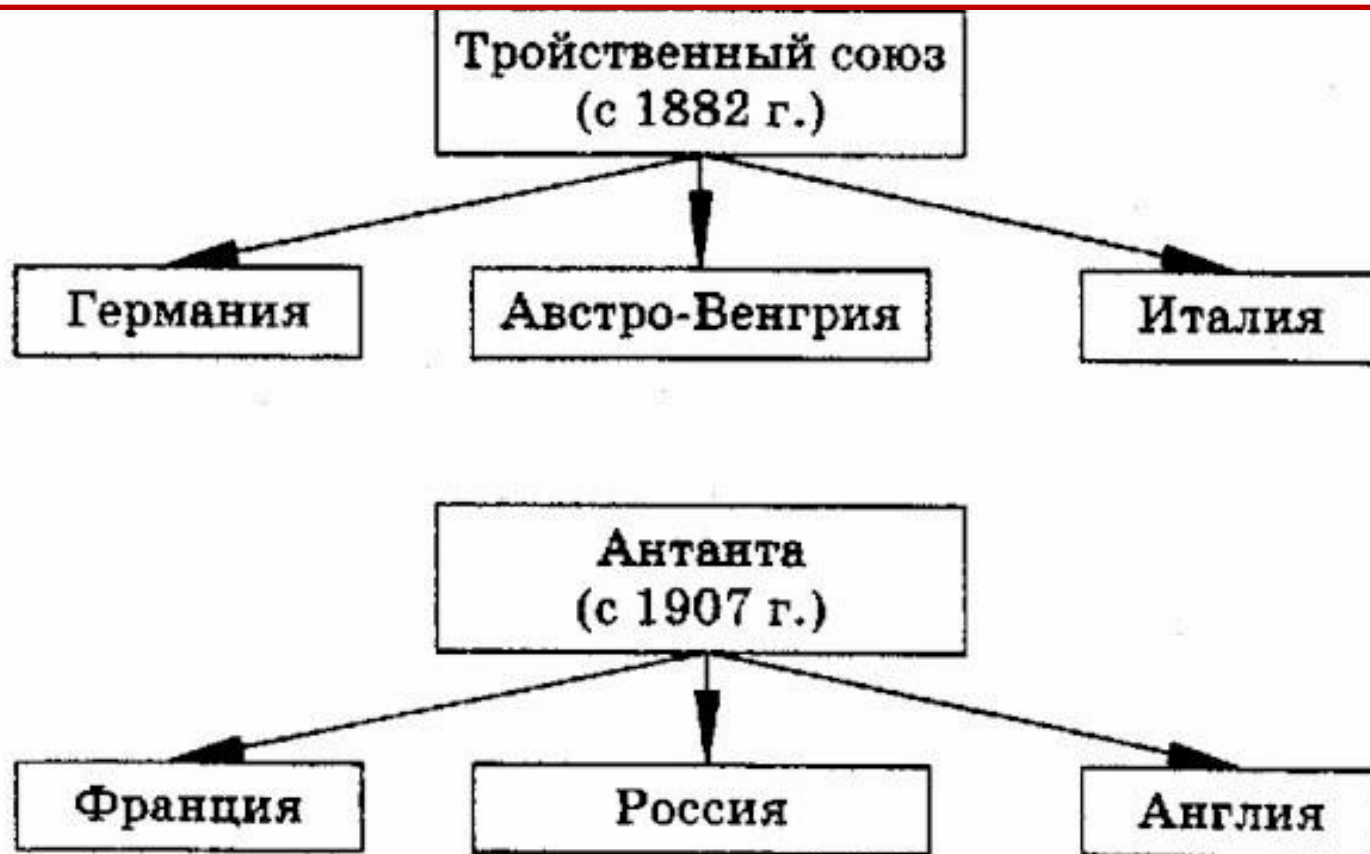 Тройственный союз
(с 1882 г.)
Германия
Австро-Венгрия
Италия
Антанта
(с 1907 г.)
Франция
Россия
Англия